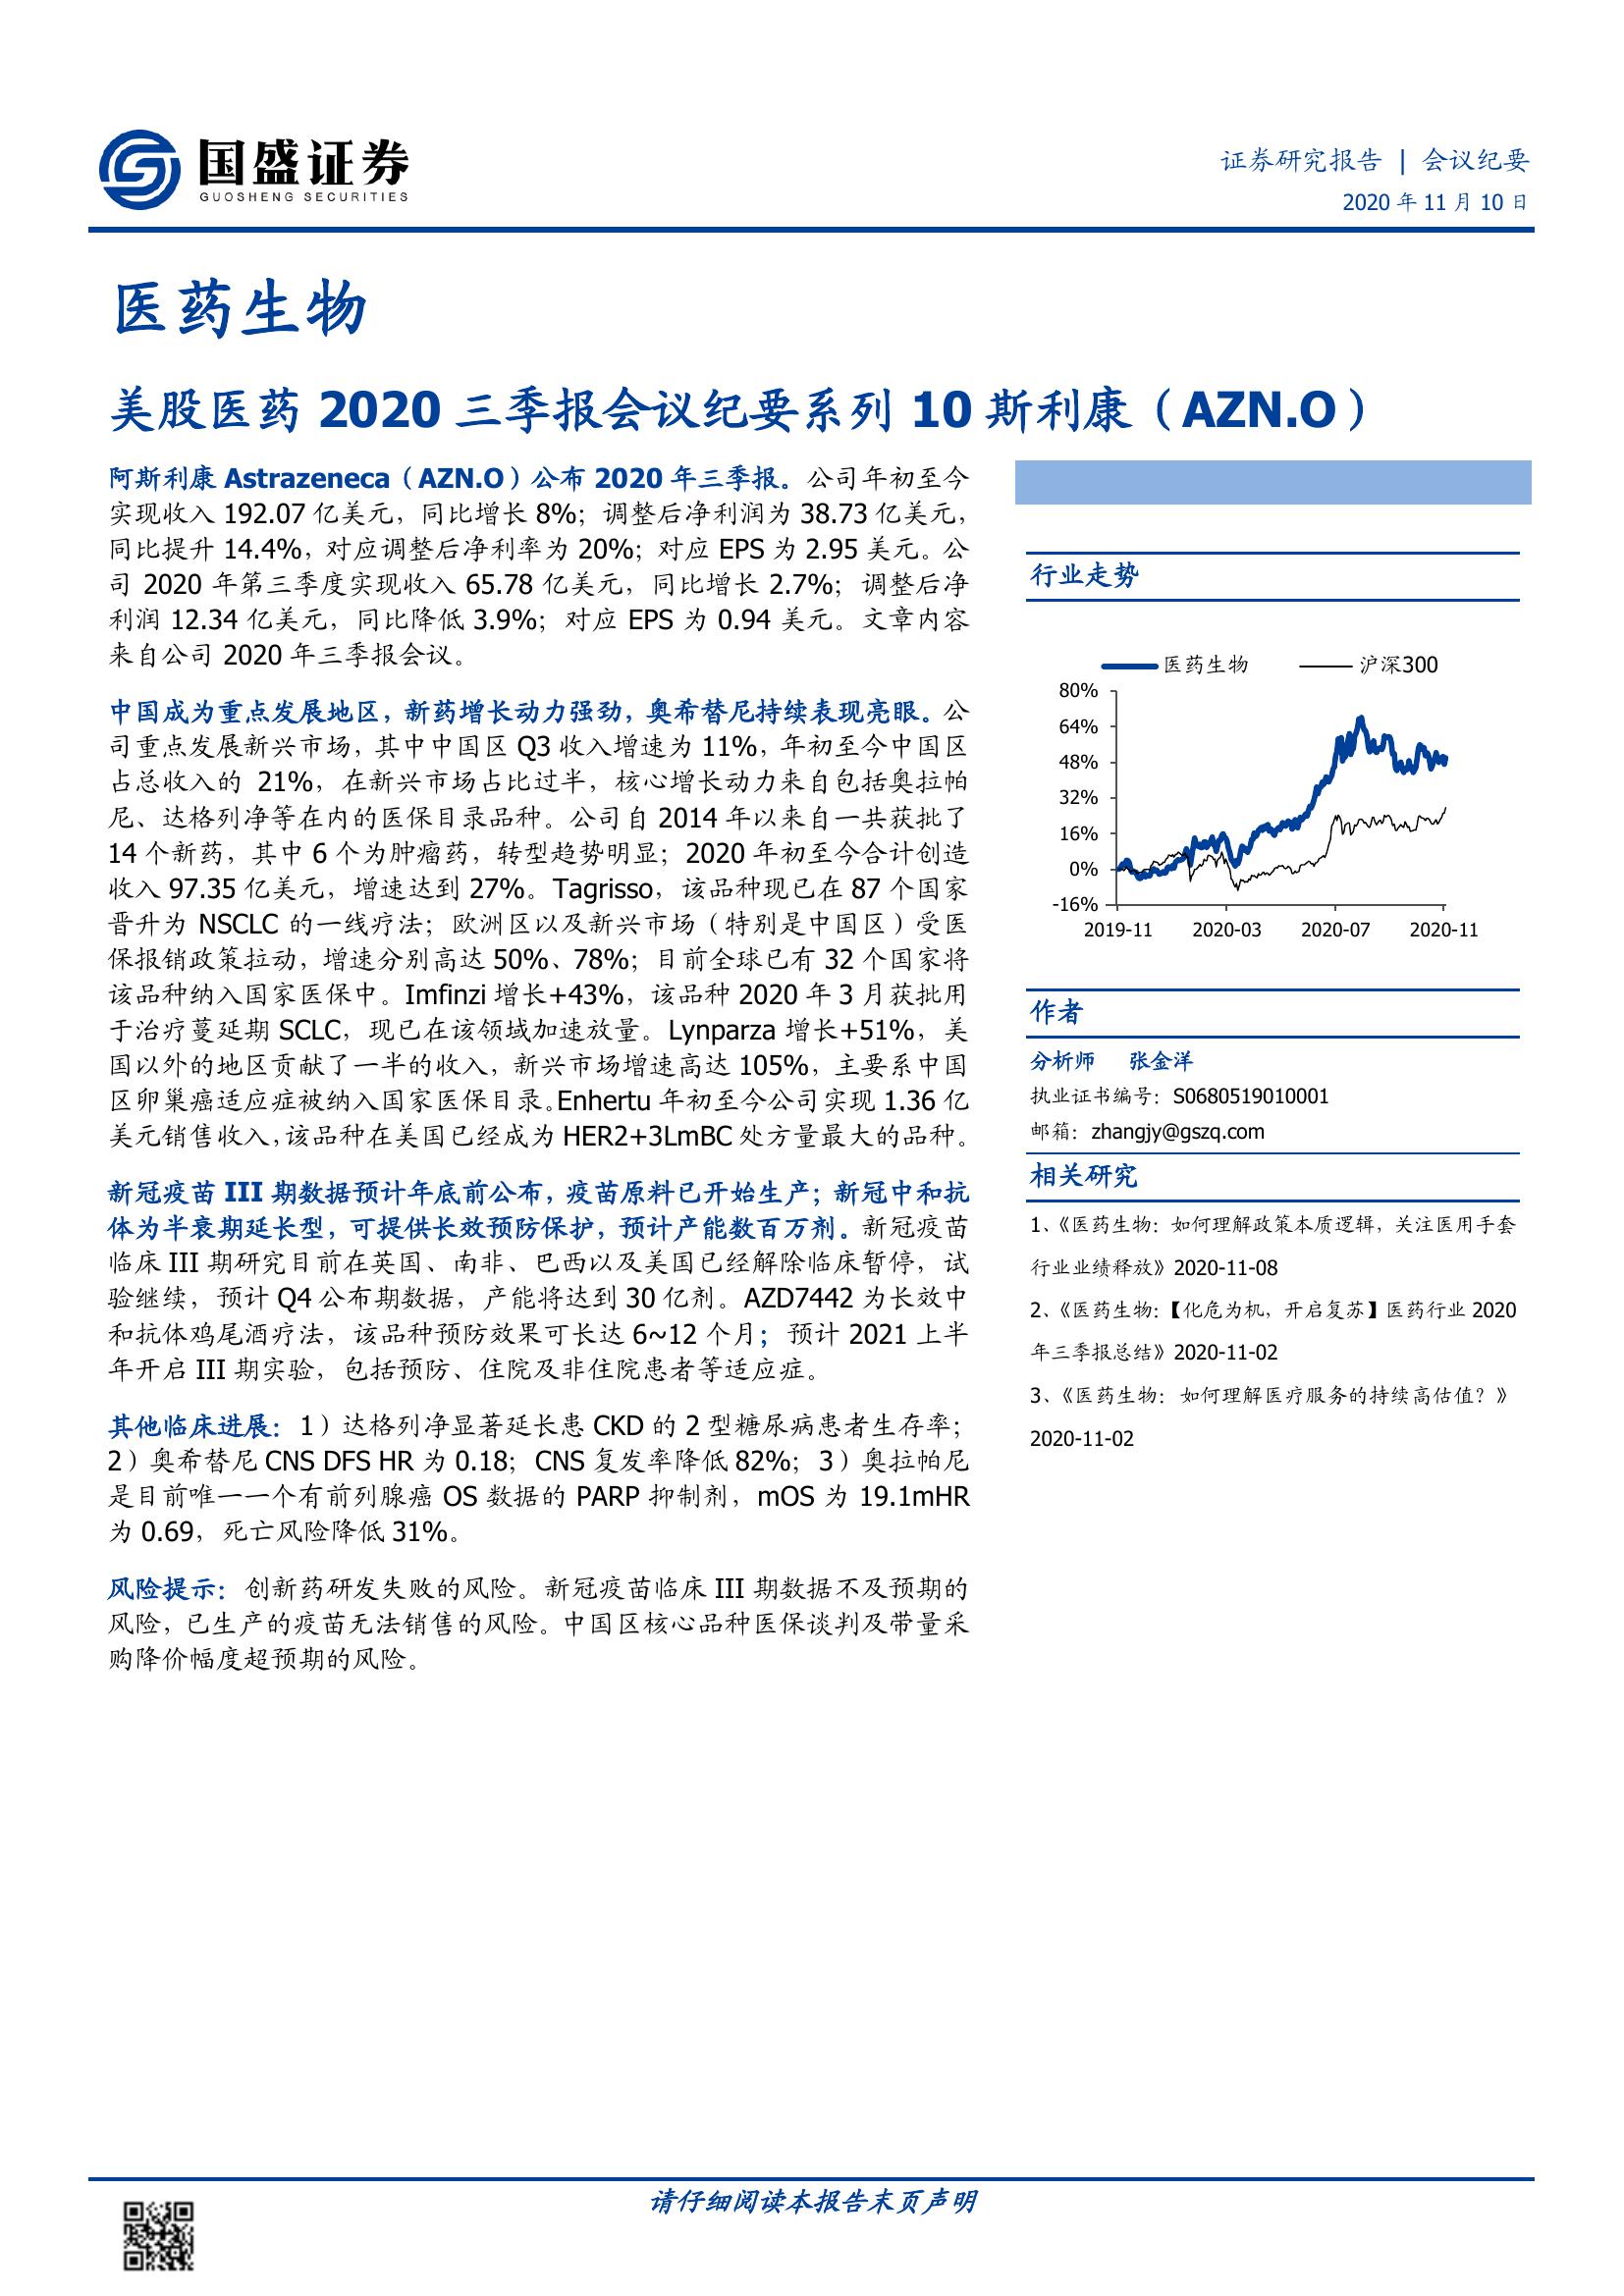 国盛证券
GUOSHENG SECURITIES
证券研究报告 | 会议纪要
2020 年 11 月 10 日
医药生物
美股医药 2020 三季报会议纪要系列 10 斯利康（AZN.O）
阿斯利康 Astrazeneca（AZN.O）公布 2020 年三季报。公司年初至今
实现收入 192.07 亿美元，同比增长 8%；调整后净利润为 38.73 亿美元，
同比提升 14.4%，对应调整后净利率为 20%；对应 EPS 为 2.95 美元。公
司 2020 年第三季度实现收入 65.78 亿美元，同比增长 2.7%；调整后净
利润 12.34 亿美元，同比降低 3.9%；对应 EPS 为 0.94 美元。文章内容
来自公司 2020 年三季报会议。
中国成为重点发展地区，新药增长动力强劲，奥希替尼持续表现亮眼。公
司重点发展新兴市场，其中中国区 Q3 收入增速为 11%，年初至今中国区
占总收入的 21%，在新兴市场占比过半，核心增长动力来自包括奥拉帕
尼、达格列净等在内的医保目录品种。公司自 2014 年以来自一共获批了
14 个新药，其中 6 个为肿瘤药，转型趋势明显；2020 年初至今合计创造
收入 97.35 亿美元，增速达到 27%。Tagrisso，该品种现已在 87 个国家
晋升为 NSCLC 的一线疗法；欧洲区以及新兴市场（特别是中国区）受医
保报销政策拉动，增速分别高达 50%、78%；目前全球已有 32 个国家将
该品种纳入国家医保中。Imfinzi 增长+43%，该品种 2020 年 3 月获批用
于治疗蔓延期 SCLC，现已在该领域加速放量。Lynparza 增长+51%，美
国以外的地区贡献了一半的收入，新兴市场增速高达 105%，主要系中国
区卵巢癌适应症被纳入国家医保目录。Enhertu 年初至今公司实现 1.36 亿
美元销售收入，该品种在美国已经成为 HER2+3LmBC 处方量最大的品种。
新冠疫苗 III 期数据预计年底前公布，疫苗原料已开始生产；新冠中和抗
体为半衰期延长型，可提供长效预防保护，预计产能数百万剂。新冠疫苗
临床 III 期研究目前在英国、南非、巴西以及美国已经解除临床暂停，试
验继续，预计 Q4 公布期数据，产能将达到 30 亿剂。AZD7442 为长效中
和抗体鸡尾酒疗法，该品种预防效果可长达 6~12 个月；预计 2021 上半
年开启 III 期实验，包括预防、住院及非住院患者等适应症。
其他临床进展：1）达格列净显著延长患 CKD 的 2 型糖尿病患者生存率；
2）奥希替尼 CNS DFS HR 为 0.18；CNS 复发率降低 82%；3）奥拉帕尼
是目前唯一一个有前列腺癌 OS 数据的 PARP 抑制剂，mOS 为 19.1mHR
为 0.69，死亡风险降低 31%。
风险提示：创新药研发失败的风险。新冠疫苗临床 III 期数据不及预期的
风险，已生产的疫苗无法销售的风险。中国区核心品种医保谈判及带量采
购降价幅度超预期的风险。
行业走势
医药生物 沪深300
80%
64%
48%
32%
16%
0%
-16%
2019-11 2020-03 2020-07 2020-11
作者
分析师 张金洋
执业证书编号：S0680519010001
邮箱：zhangjy@gszq.com
相关研究
1、《医药生物：如何理解政策本质逻辑，关注医用手套
行业业绩释放》2020-11-08
2、《医药生物：【化危为机，开启复苏】医药行业 2020
年三季报总结》2020-11-02
3、《医药生物：如何理解医疗服务的持续高估值？》
2020-11-02
请仔细阅读本报告末页声明